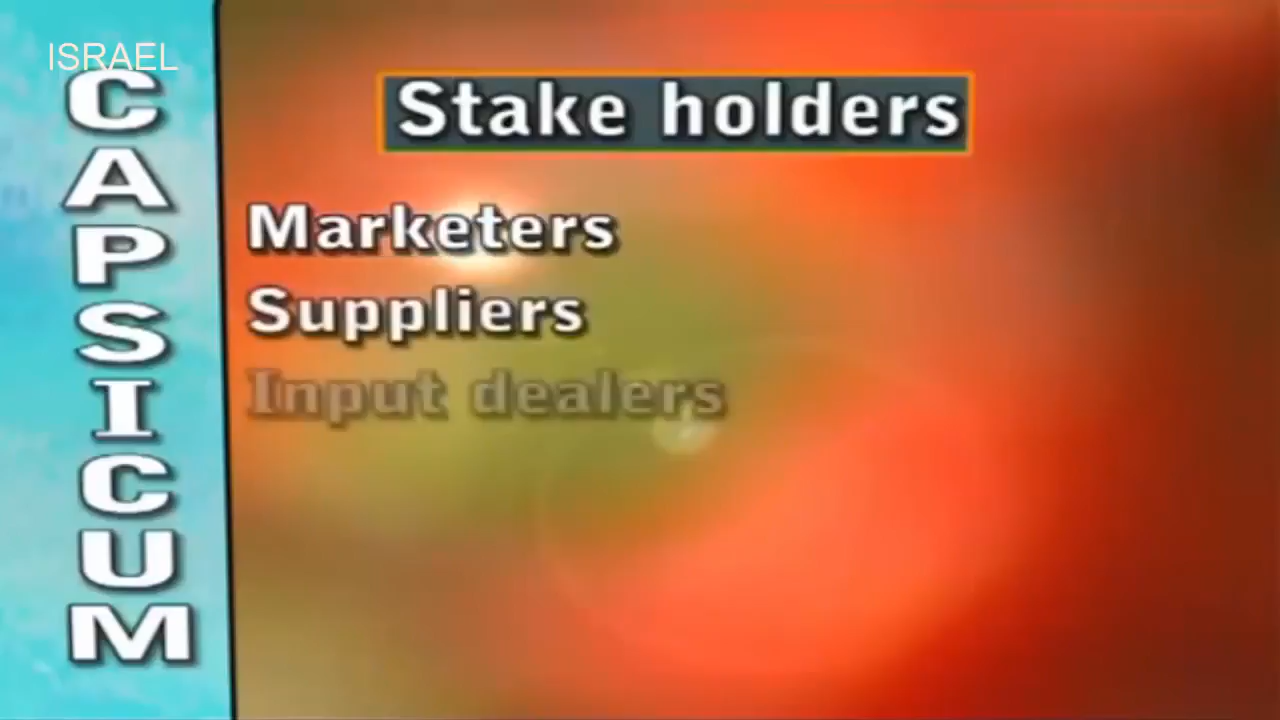 ISRAEL
CAPSICUM
Stake holders
Marketers
Suppliers
Input dealers